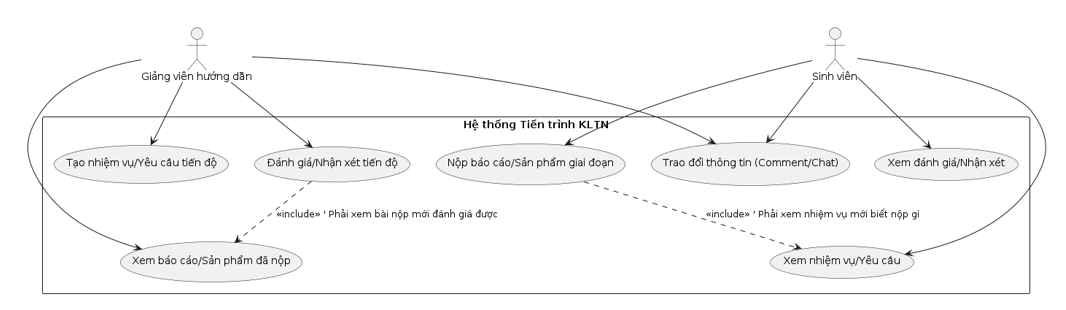 Giảng viên hướng dẫn
Sinh viên
Hệ thống Tiến trình KLTN
Tạo nhiệm vụ/Yêu cầu tiến độ
Đánh giá/Nhận xét tiến độ
Nộp báo cáo/Sản phẩm giai đoạn
Trao đổi thông tin (Comment/Chat)
Xem đánh giá/Nhận xét
«include» ' Phải xem bài nộp mới đánh giá được
«include» ' Phải xem nhiệm vụ mới biết nộp gì
Xem báo cáo/Sản phẩm đã nộp
Xem nhiệm vụ/Yêu cầu